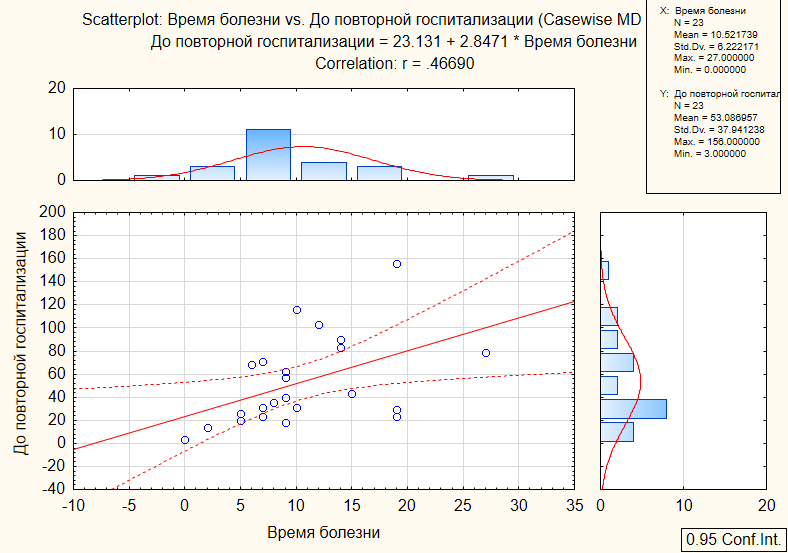 Scatterplot: Время болезни vs. До повторной госпитализации (Casewise MD
До повторной госпитализации = 23.131 + 2.8471 * Время болезни
Correlation: r = .46690
X: Время болезни
N = 23
Mean = 10.521739
Std.Dv. = 6.222171
Max. = 27.000000
Min. = 0.000000
Y: До повторной госпитал
N = 23
Mean = 53.086957
Std.Dv. = 37.941238
Max. = 156.000000
Min. = 3.000000
20
10
0
200
180
160
140
120
100
80
60
40
20
0
-20
-40
До повторной госпитализации
-10 -5 0 5 10 15 20 25 30 35
Время болезни
0 10 20
0.95 Conf.Int.